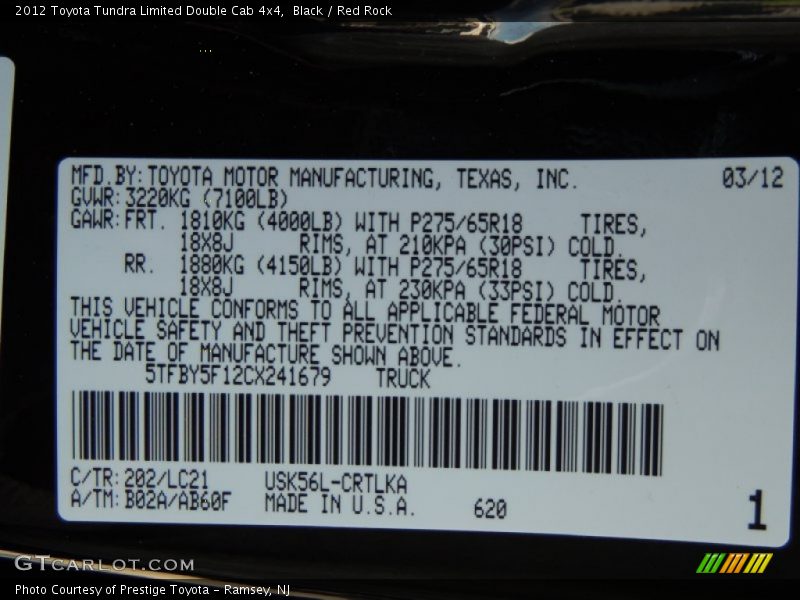 2012 Toyota Tundra Limited Double Cab 4x4,  Black / Red Rock
MFD.BY:TOYOTA MOTOR MANUFACTURING, TEXAS, INC. 03/12
GVWR:3220KG (7100LB)
GAWR:FRT. 1810KG (4000LB) WITH P275/65R18 TIRES,
18X8J RIMS, AT 210KPA (30PSI) COLD.
RR. 1880KG (4150LB) WITH P275/65R18 TIRES,
18X8J RIMS, AT 230KPA (33PSI) COLD.
THIS VEHICLE CONFORMS TO ALL APPLICABLE FEDERAL MOTOR
VEHICLE SAFETY AND THEFT PREVENTION STANDARDS IN EFFECT ON
THE DATE OF MANUFACTURE SHOWN ABOVE.
5TFBY5F12CX241679 TRUCK
C/TR:202/LC21 USK56L-CRTLKA
A/TM:B02A/AB60F MADE IN U.S.A. 620 1
GTCARLOT.COM
Photo Courtesy of Prestige Toyota - Ramsey, NJ